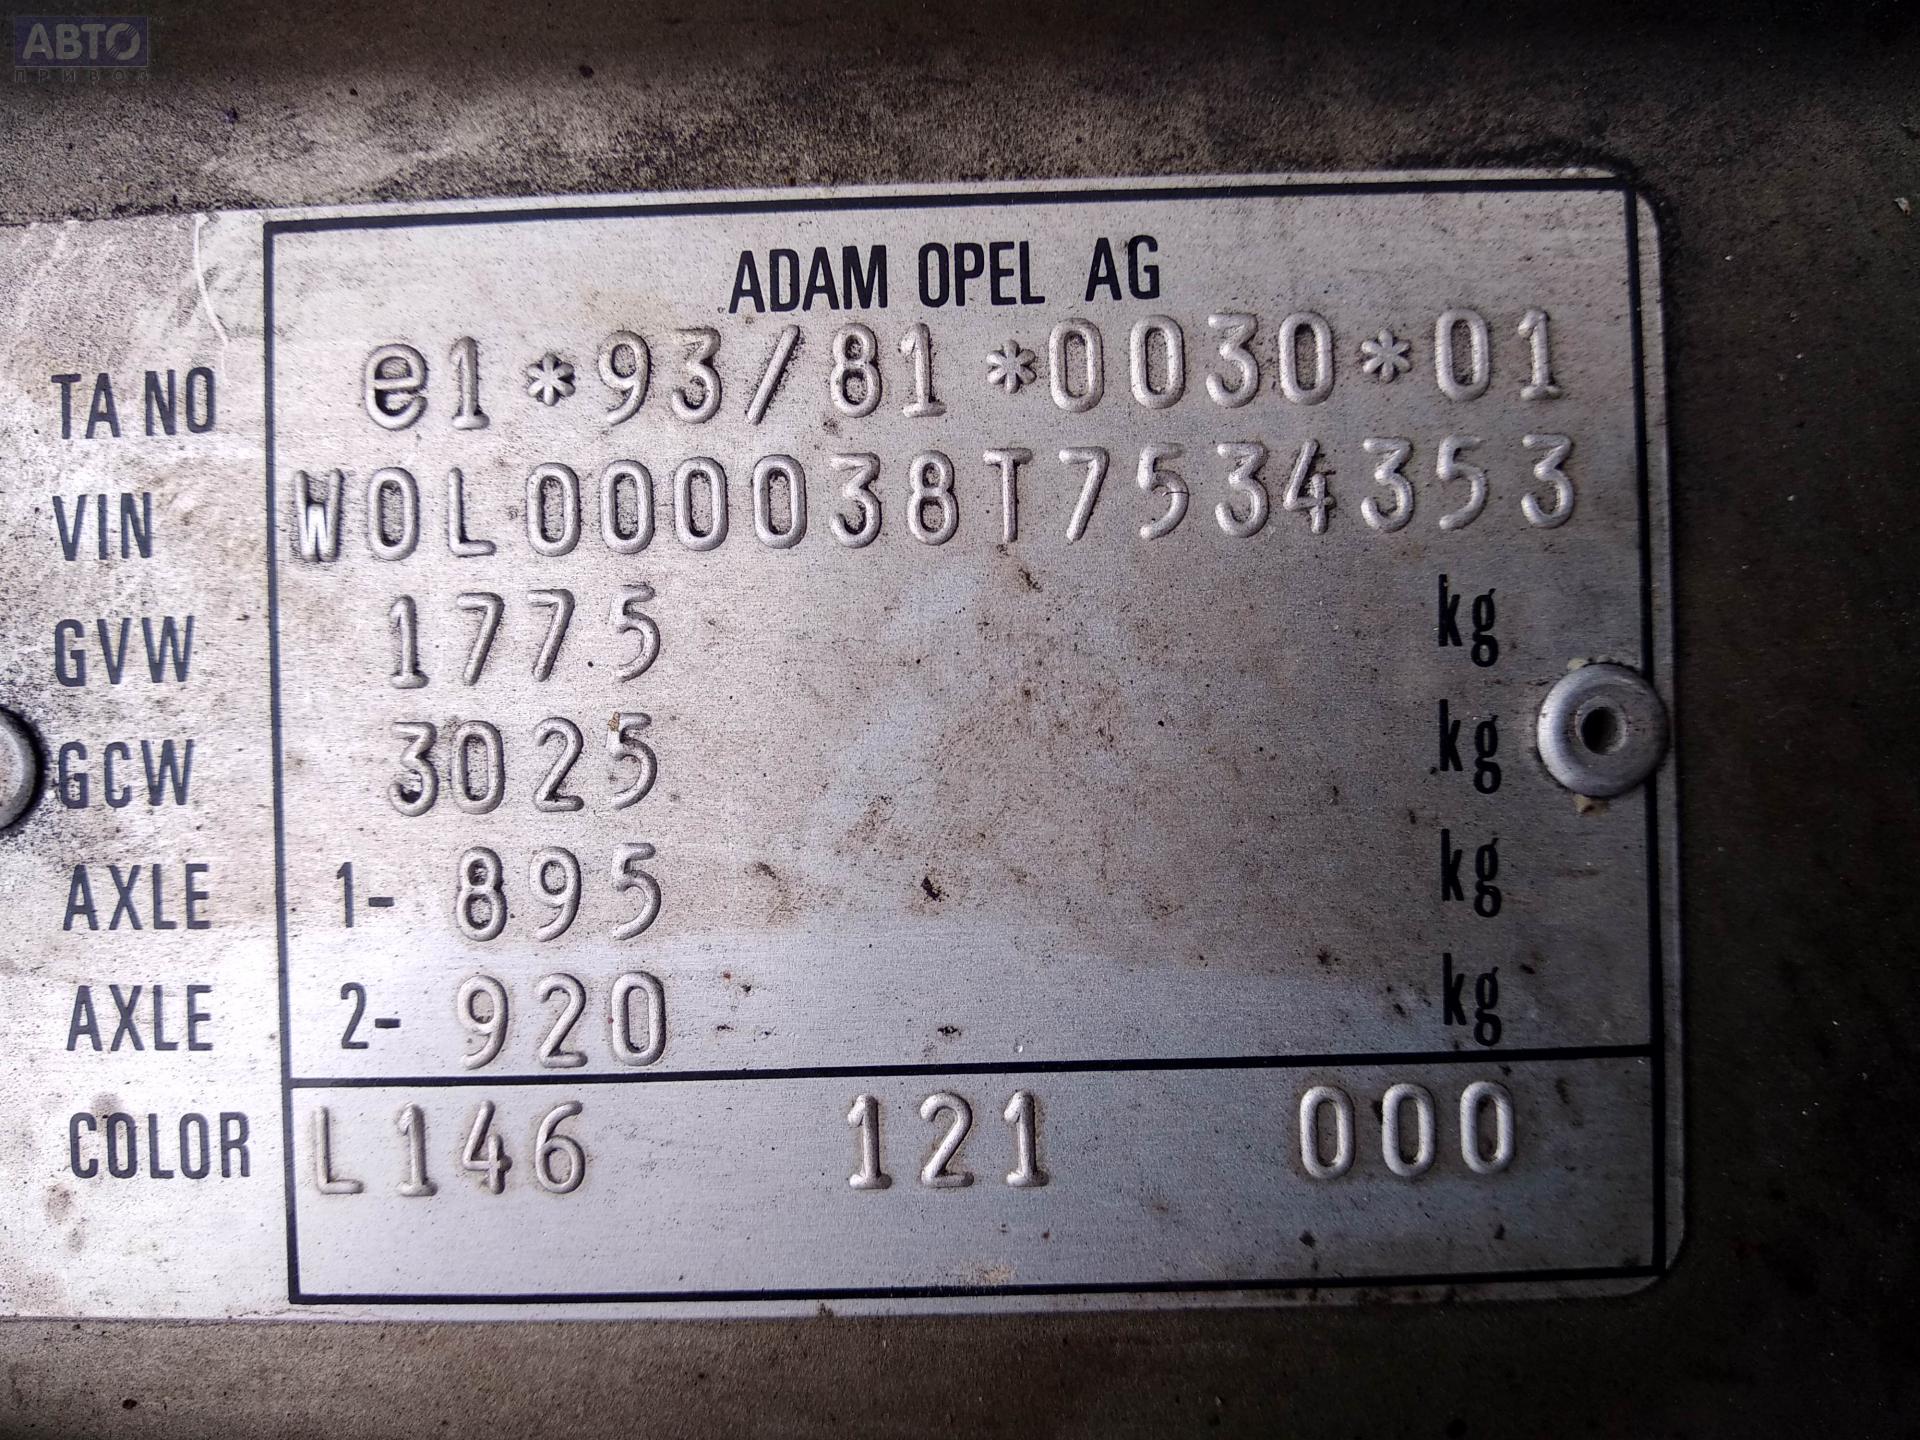 АВТО
ПРИВОЗ
ADAM OPEL AG
TA NO e1*93/81*0030*01
VIN W0L000038T7534353
GVW 1775 kg
GCW 3025 kg
AXLE 1- 895 kg
AXLE 2- 920 kg
COLOR L146 121 000